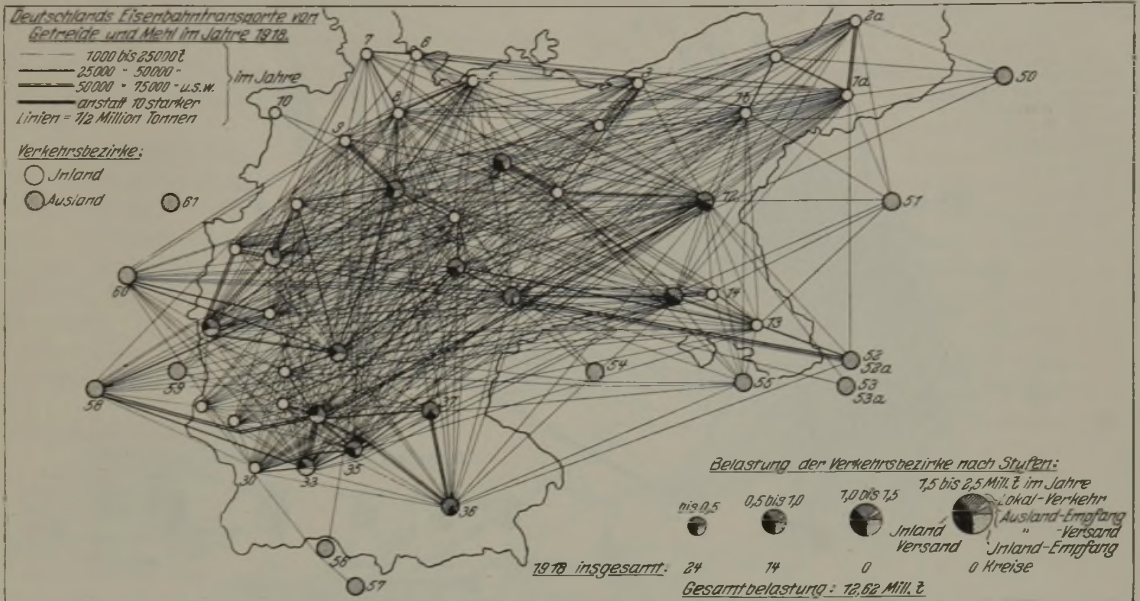 Deutschlands Eisenbahntransporte von
Getreide und Mehl im Jahre 1918.
1000 bis 25000 t
25000 - 50000 "
50000 - 75000 " u.s.w.
im Jahre
anstatt 10 starker
Linien = 1/2 Million Tonnen
Verkehrsbezirke:
Inland
Ausland
61
2a
7
6
5
3
1a
50
10
8
1b
9
12
51
60
14
13
59
54
52
52a
58
55
53
53a
37
35
30
33
36
56
57
Belastung der Verkehrsbezirke nach Stufen:
bis 0,5
0,5 bis 1,0
1,0 bis 1,5
1,5 bis 2,5 Mill. t im Jahre
Lokal-Verkehr
Ausland-Empfang
" -Versand
Inland-Empfang
Inland
Versand
1918 insgesamt: 24 14 0 0 Kreise
Gesamtbelastung: 12,62 Mill. t